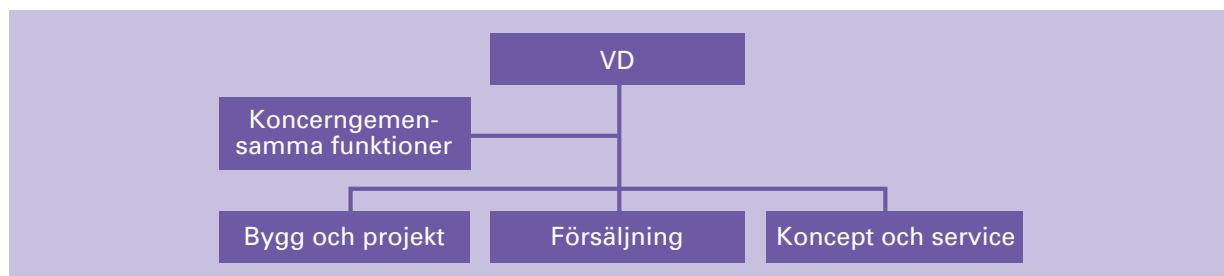 VD
Koncerngemen-
samma funktioner
Bygg och projekt
Försäljning
Koncept och service